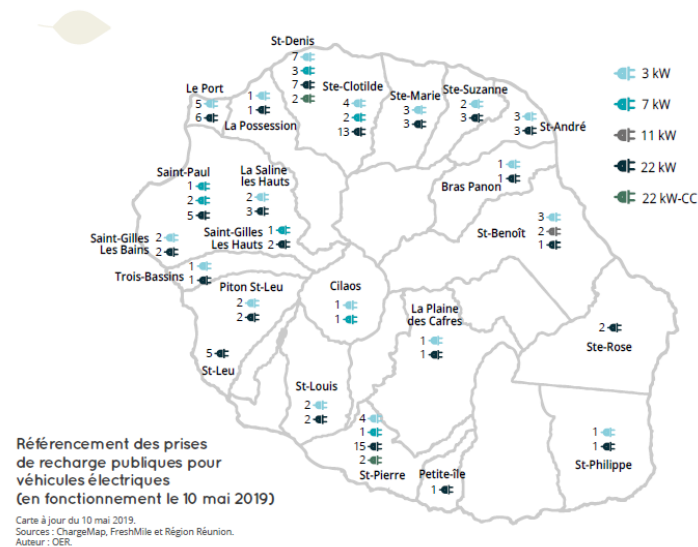 St-Denis
7
3
7
2
Le Port
5
6
1
1
La Possession
Ste-Clotilde
4
2
13
Ste-Marie
3
3
Ste-Suzanne
2
3
3
3
St-André
3 kW
7 kW
11 kW
22 kW
22 kW-CC
Saint-Paul
1
2
5
La Saline
les Hauts
2
3
1
1
Bras Panon
Saint-Gilles
Les Bains
2
2
Saint-Gilles
Les Hauts
1
2
St-Benoît
3
2
1
Trois-Bassins
1
1
Piton St-Leu
2
2
Cilaos
1
1
La Plaine
des Cafres
1
1
2
Ste-Rose
5
St-Leu
St-Louis
2
2
4
1
15
2
St-Pierre
Petite-île
1
1
1
St-Philippe
Référencement des prises
de recharge publiques pour
véhicules électriques
(en fonctionnement le 10 mai 2019)
Carte à jour du 10 mai 2019.
Sources : ChargeMap, FreshMile et Région Réunion.
Auteur : OER.